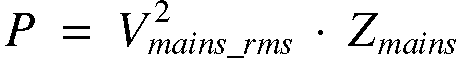 P = V²mains_rms · Zmains